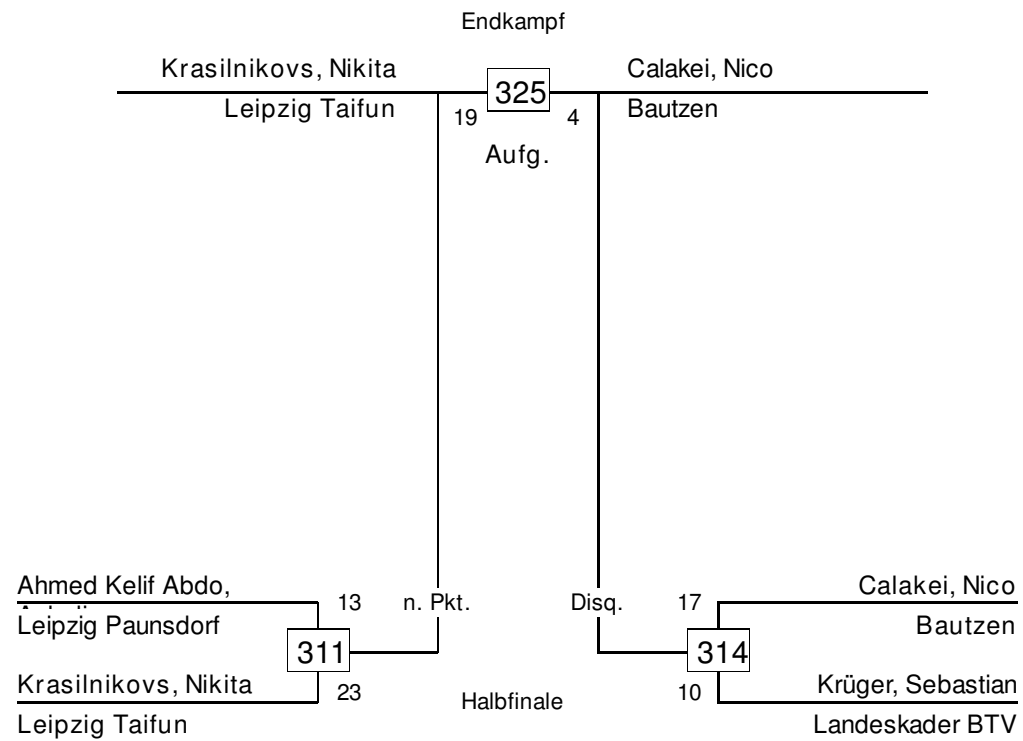 Endkampf
Krasilnikovs, Nikita
325
Calakei, Nico
Leipzig Taifun
19
4
Bautzen
Aufg.
Ahmed Kelif Abdo,
13
n. Pkt.
Disq.
17
Calakei, Nico
Leipzig Paunsdorf
Bautzen
311
314
Krasilnikovs, Nikita
23
Halbfinale
10
Krüger, Sebastian
Leipzig Taifun
Landeskader BTV